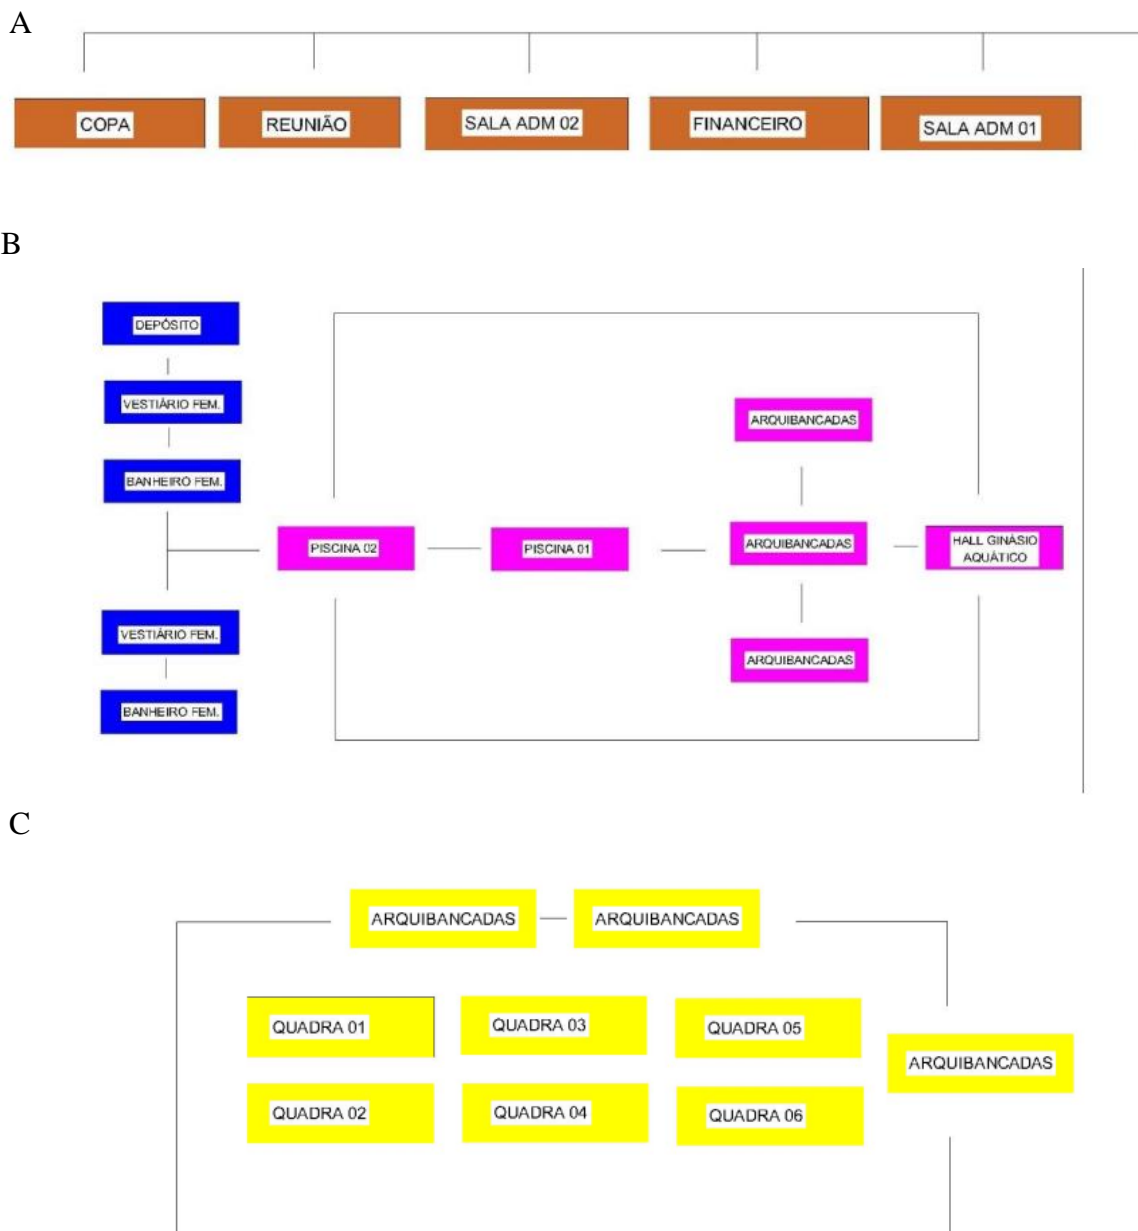 A
COPA
REUNIÃO
SALA ADM 02
FINANCEIRO
SALA ADM 01
B
DEPÓSITO
VESTIÁRIO FEM.
BANHEIRO FEM.
VESTIÁRIO FEM.
BANHEIRO FEM.
PISCINA 02
PISCINA 01
ARQUIBANCADAS
ARQUIBANCADAS
ARQUIBANCADAS
HALL GINÁSIO
AQUÁTICO
C
ARQUIBANCADAS
ARQUIBANCADAS
QUADRA 01
QUADRA 03
QUADRA 05
ARQUIBANCADAS
QUADRA 02
QUADRA 04
QUADRA 06